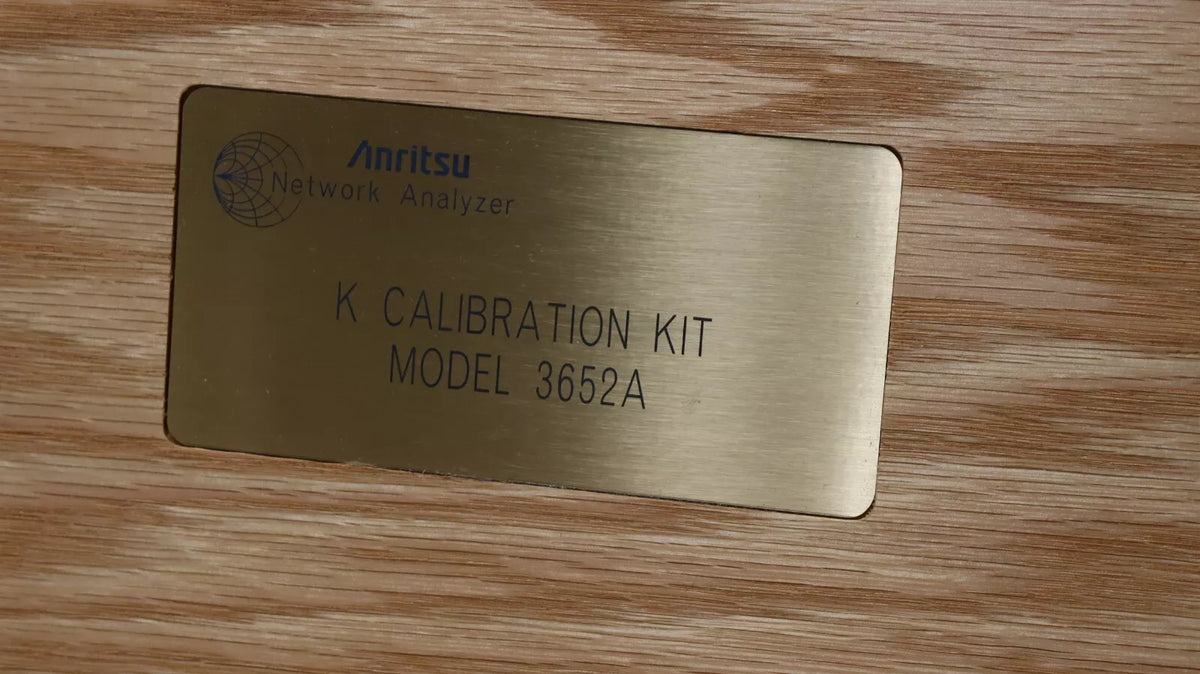 Anritsu
Network Analyzer
K CALIBRATION KIT
MODEL 3652A